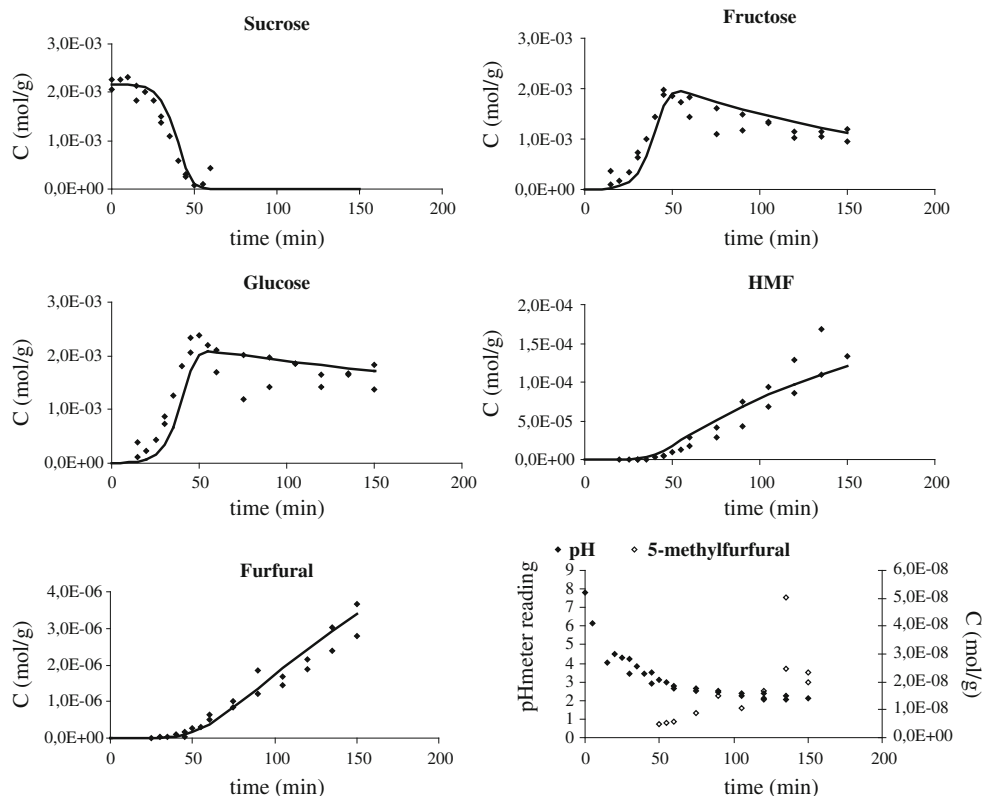 Sucrose
3,0E-03
2,0E-03
1,0E-03
0,0E+00
C (mol/g)
0 50 100 150 200
time (min)
Fructose
3,0E-03
2,0E-03
1,0E-03
0,0E+00
C (mol/g)
0 50 100 150 200
time (min)
Glucose
3,0E-03
2,0E-03
1,0E-03
0,0E+00
C (mol/g)
0 50 100 150 200
time (min)
HMF
2,0E-04
1,5E-04
1,0E-04
5,0E-05
0,0E+00
C (mol/g)
0 50 100 150 200
time (min)
Furfural
4,0E-06
3,0E-06
2,0E-06
1,0E-06
0,0E+00
C (mol/g)
0 50 100 150 200
time (min)
pH 5-methylfurfural
9
8
7
6
5
4
3
2
1
0
pHmeter reading
6,0E-08
5,0E-08
4,0E-08
3,0E-08
2,0E-08
1,0E-08
0,0E+00
C (mol/g)
0 50 100 150 200
time (min)